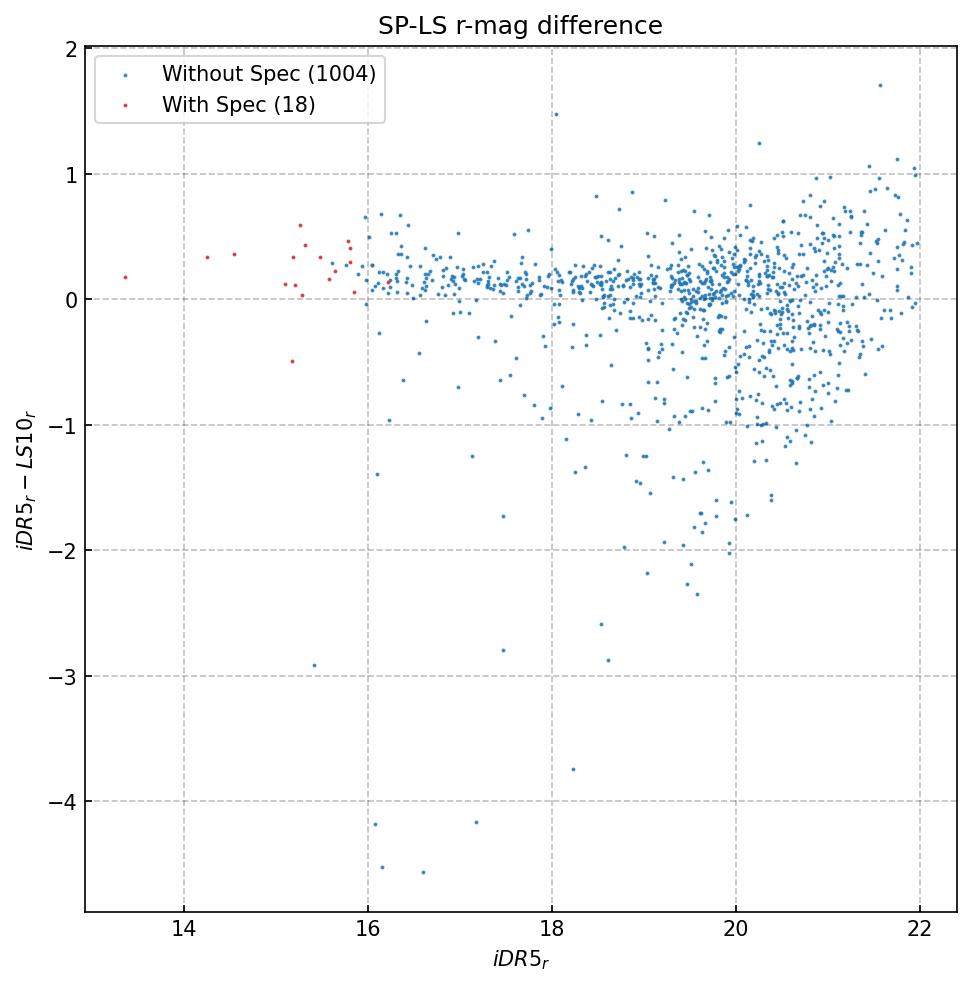 SP-LS r-mag difference
Without Spec (1004)
With Spec (18)
2
1
0
−1
−2
−3
−4
iDR5r − LS10r
14 16 18 20 22
iDR5r